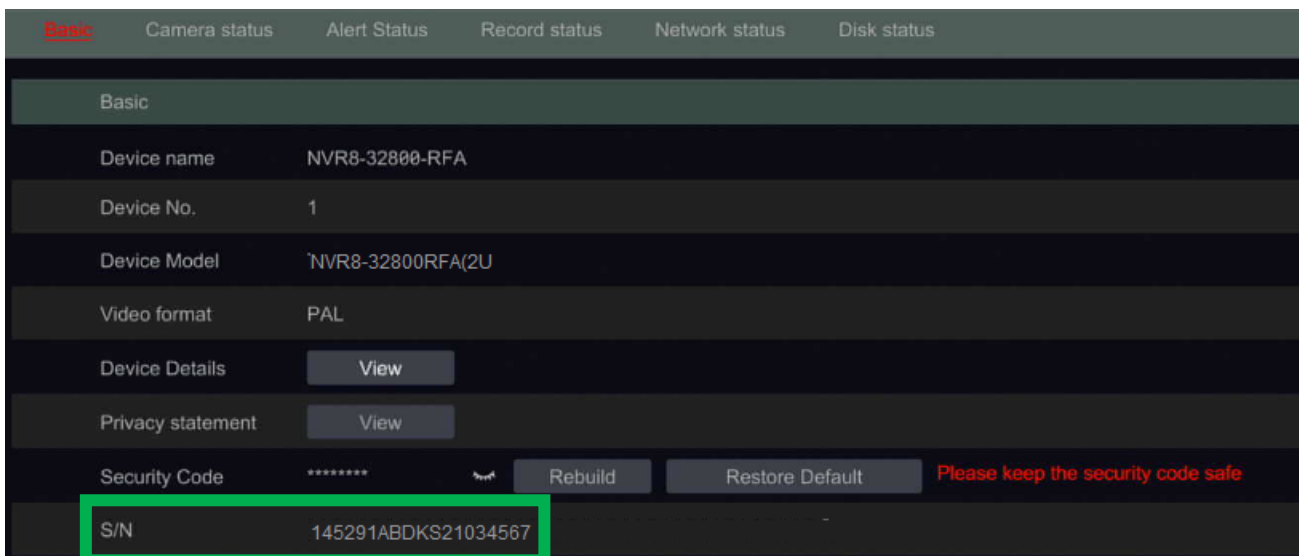 Basic Camera status Alert Status Record status Network status Disk status
Basic
Device name NVR8-32800-RFA
Device No. 1
Device Model NVR8-32800RFA(2U
Video format PAL
Device Details View
Privacy statement View
Security Code ******** Rebuild Restore Default Please keep the security code safe
S/N 145291ABDKS21034567